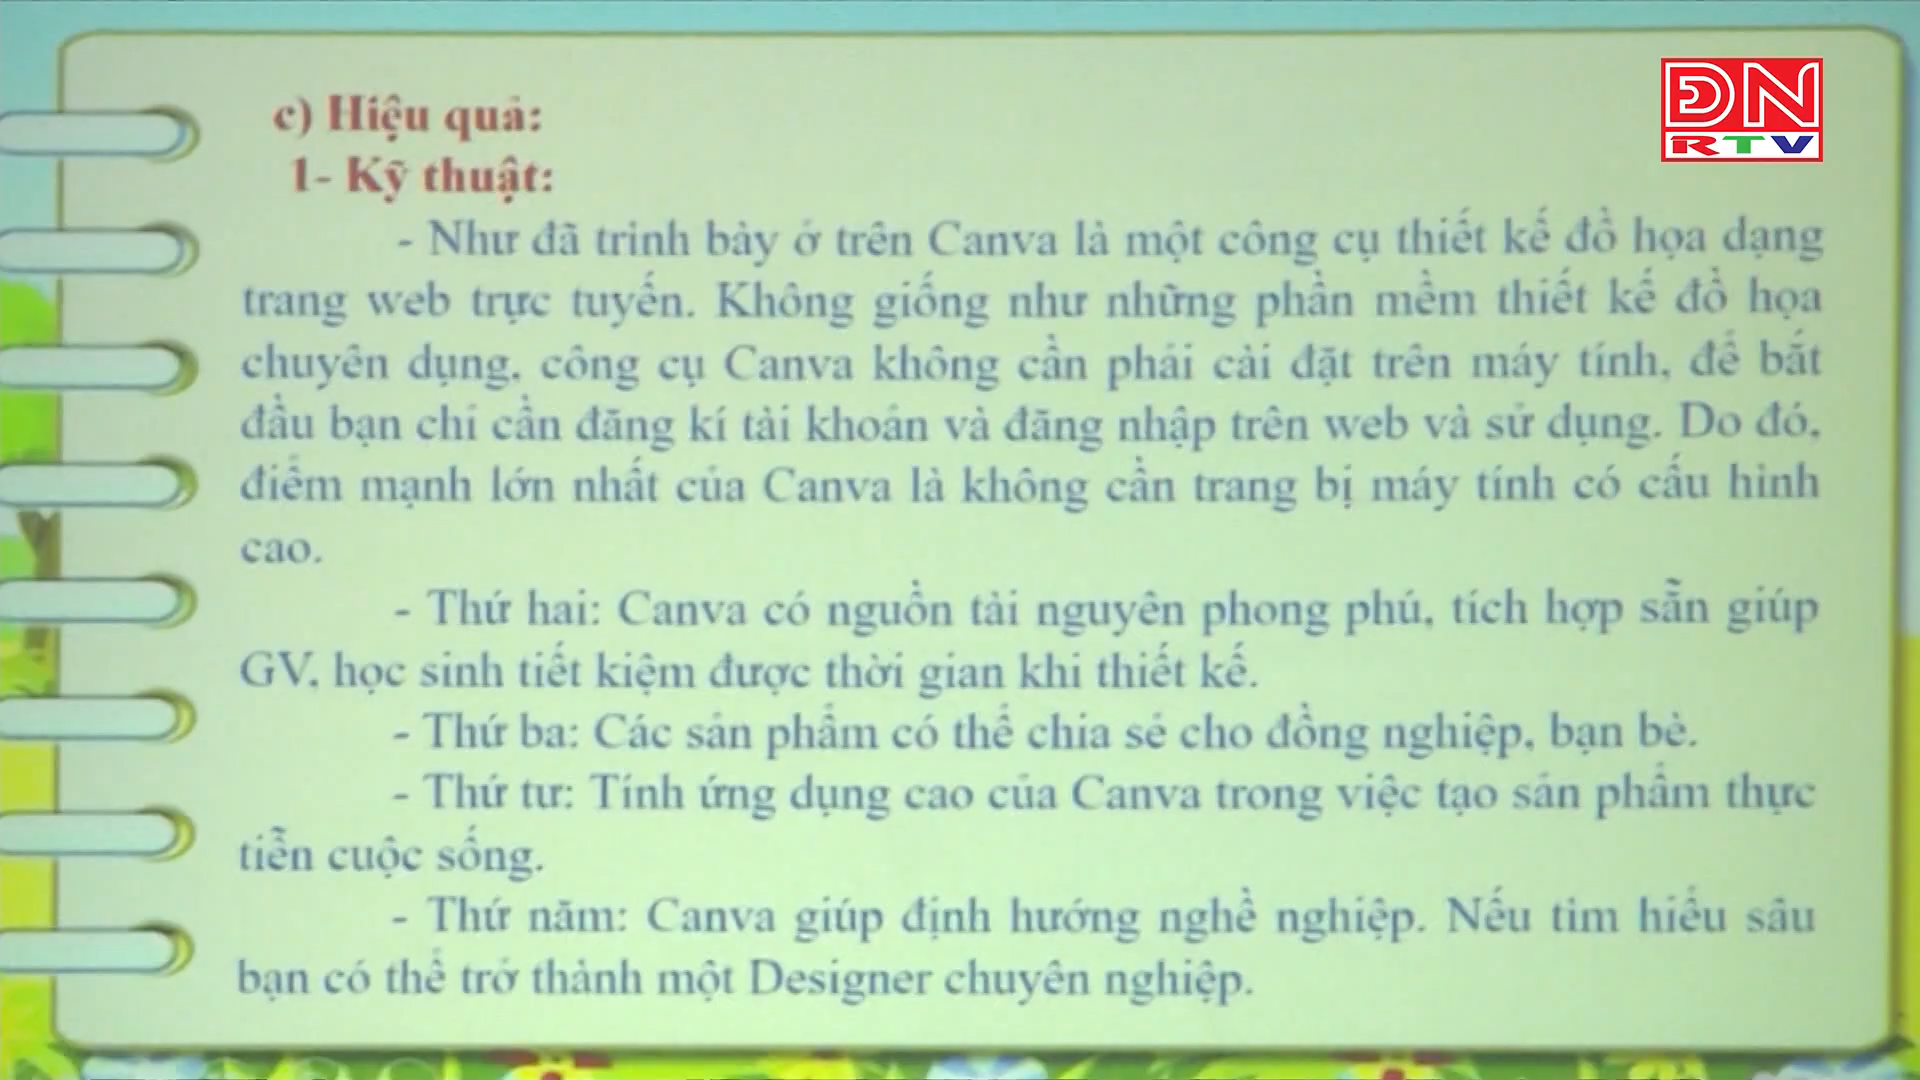 c) Hiệu quả:
1- Kỹ thuật:
- Như đã trình bày ở trên Canva là một công cụ thiết kế đồ họa dạng
trang web trực tuyến. Không giống như những phần mềm thiết kế đồ họa
chuyên dụng, công cụ Canva không cần phải cài đặt trên máy tính, để bắt
đầu bạn chỉ cần đăng kí tài khoản và đăng nhập trên web và sử dụng. Do đó,
điểm mạnh lớn nhất của Canva là không cần trang bị máy tính có cấu hình
cao.
- Thứ hai: Canva có nguồn tài nguyên phong phú, tích hợp sẵn giúp
GV, học sinh tiết kiệm được thời gian khi thiết kế.
- Thứ ba: Các sản phẩm có thể chia sẻ cho đồng nghiệp, bạn bè.
- Thứ tư: Tính ứng dụng cao của Canva trong việc tạo sản phẩm thực
tiễn cuộc sống.
- Thứ năm: Canva giúp định hướng nghề nghiệp. Nếu tìm hiểu sâu
bạn có thể trở thành một Designer chuyên nghiệp.
ĐN
RTV